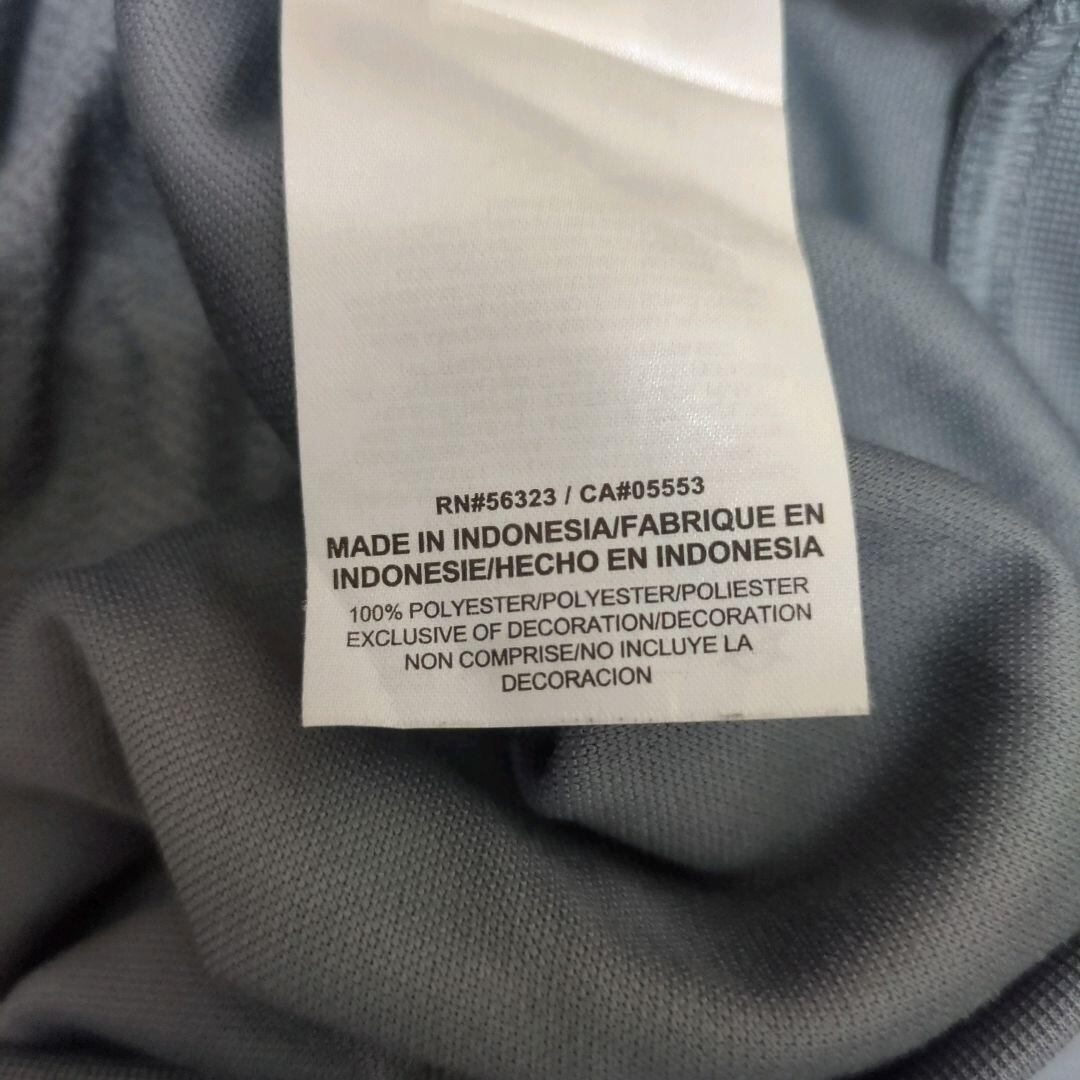 RN#56323 / CA#05553
MADE IN INDONESIA/FABRIQUE EN
INDONESIE/HECHO EN INDONESIA
100% POLYESTER/POLYESTER/POLIESTER
EXCLUSIVE OF DECORATION/DECORATION
NON COMPRISE/NO INCLUYE LA
DECORACION